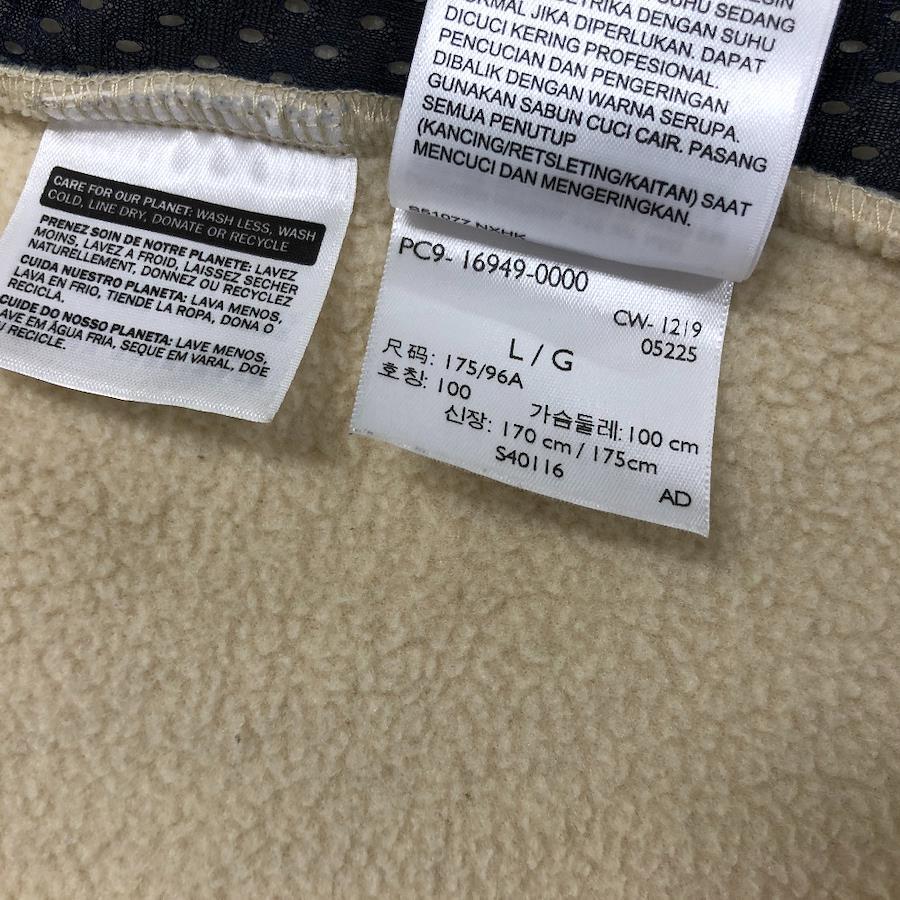 CARE FOR OUR PLANET: WASH LESS, WASH
COLD, LINE DRY, DONATE OR RECYCLE
PRENEZ SOIN DE NOTRE PLANETE: LAVEZ
MOINS, LAVEZ À FROID, LAISSEZ SECHER
NATURELLEMENT, DONNEZ OU RECYCLEZ
CUIDA NUESTRO PLANETA: LAVA MENOS,
LAVA EN FRIO, TIENDE LA ROPA, DONA O
RECICLA.
CUIDE DO NOSSO PLANETA: LAVE MENOS,
LAVE EM ÁGUA FRIA, SEQUE EM VARAL, DOE
RECICLE.
TRIKA DENGAN SUHU SEDANG
JIKA DIPERLUKAN. DAPAT
DICUCI KERING PROFESIONAL.
PENCUCIAN DAN PENGERINGAN
DIBALIK DENGAN WARNA SERUPA.
GUNAKAN SABUN CUCI CAIR. PASANG
SEMUA PENUTUP
(KANCING/RETSLETING/KAITAN) SAAT
MENCUCI DAN MENGERINGKAN.
PC9- 16949-0000
CW- 1219
05225
L / G
尺码: 175/96A
호칭: 100
가슴둘레: 100 cm
신장: 170 cm / 175cm
S40116
AD